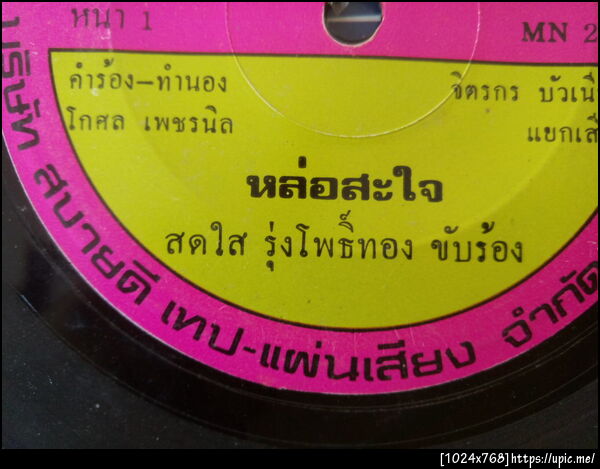 หน้า 1
MN 2
คำร้อง–ทำนอง
โกศล เพชรนิล
จิตรกร บัวเนี
แยกเสี
หล่อสะใจ
สดใส รุ่งโพธิ์ทอง ขับร้อง
บริษัท สบายดี เทป-แผ่นเสียง จำกัด
[1024x768]https://upic.me/